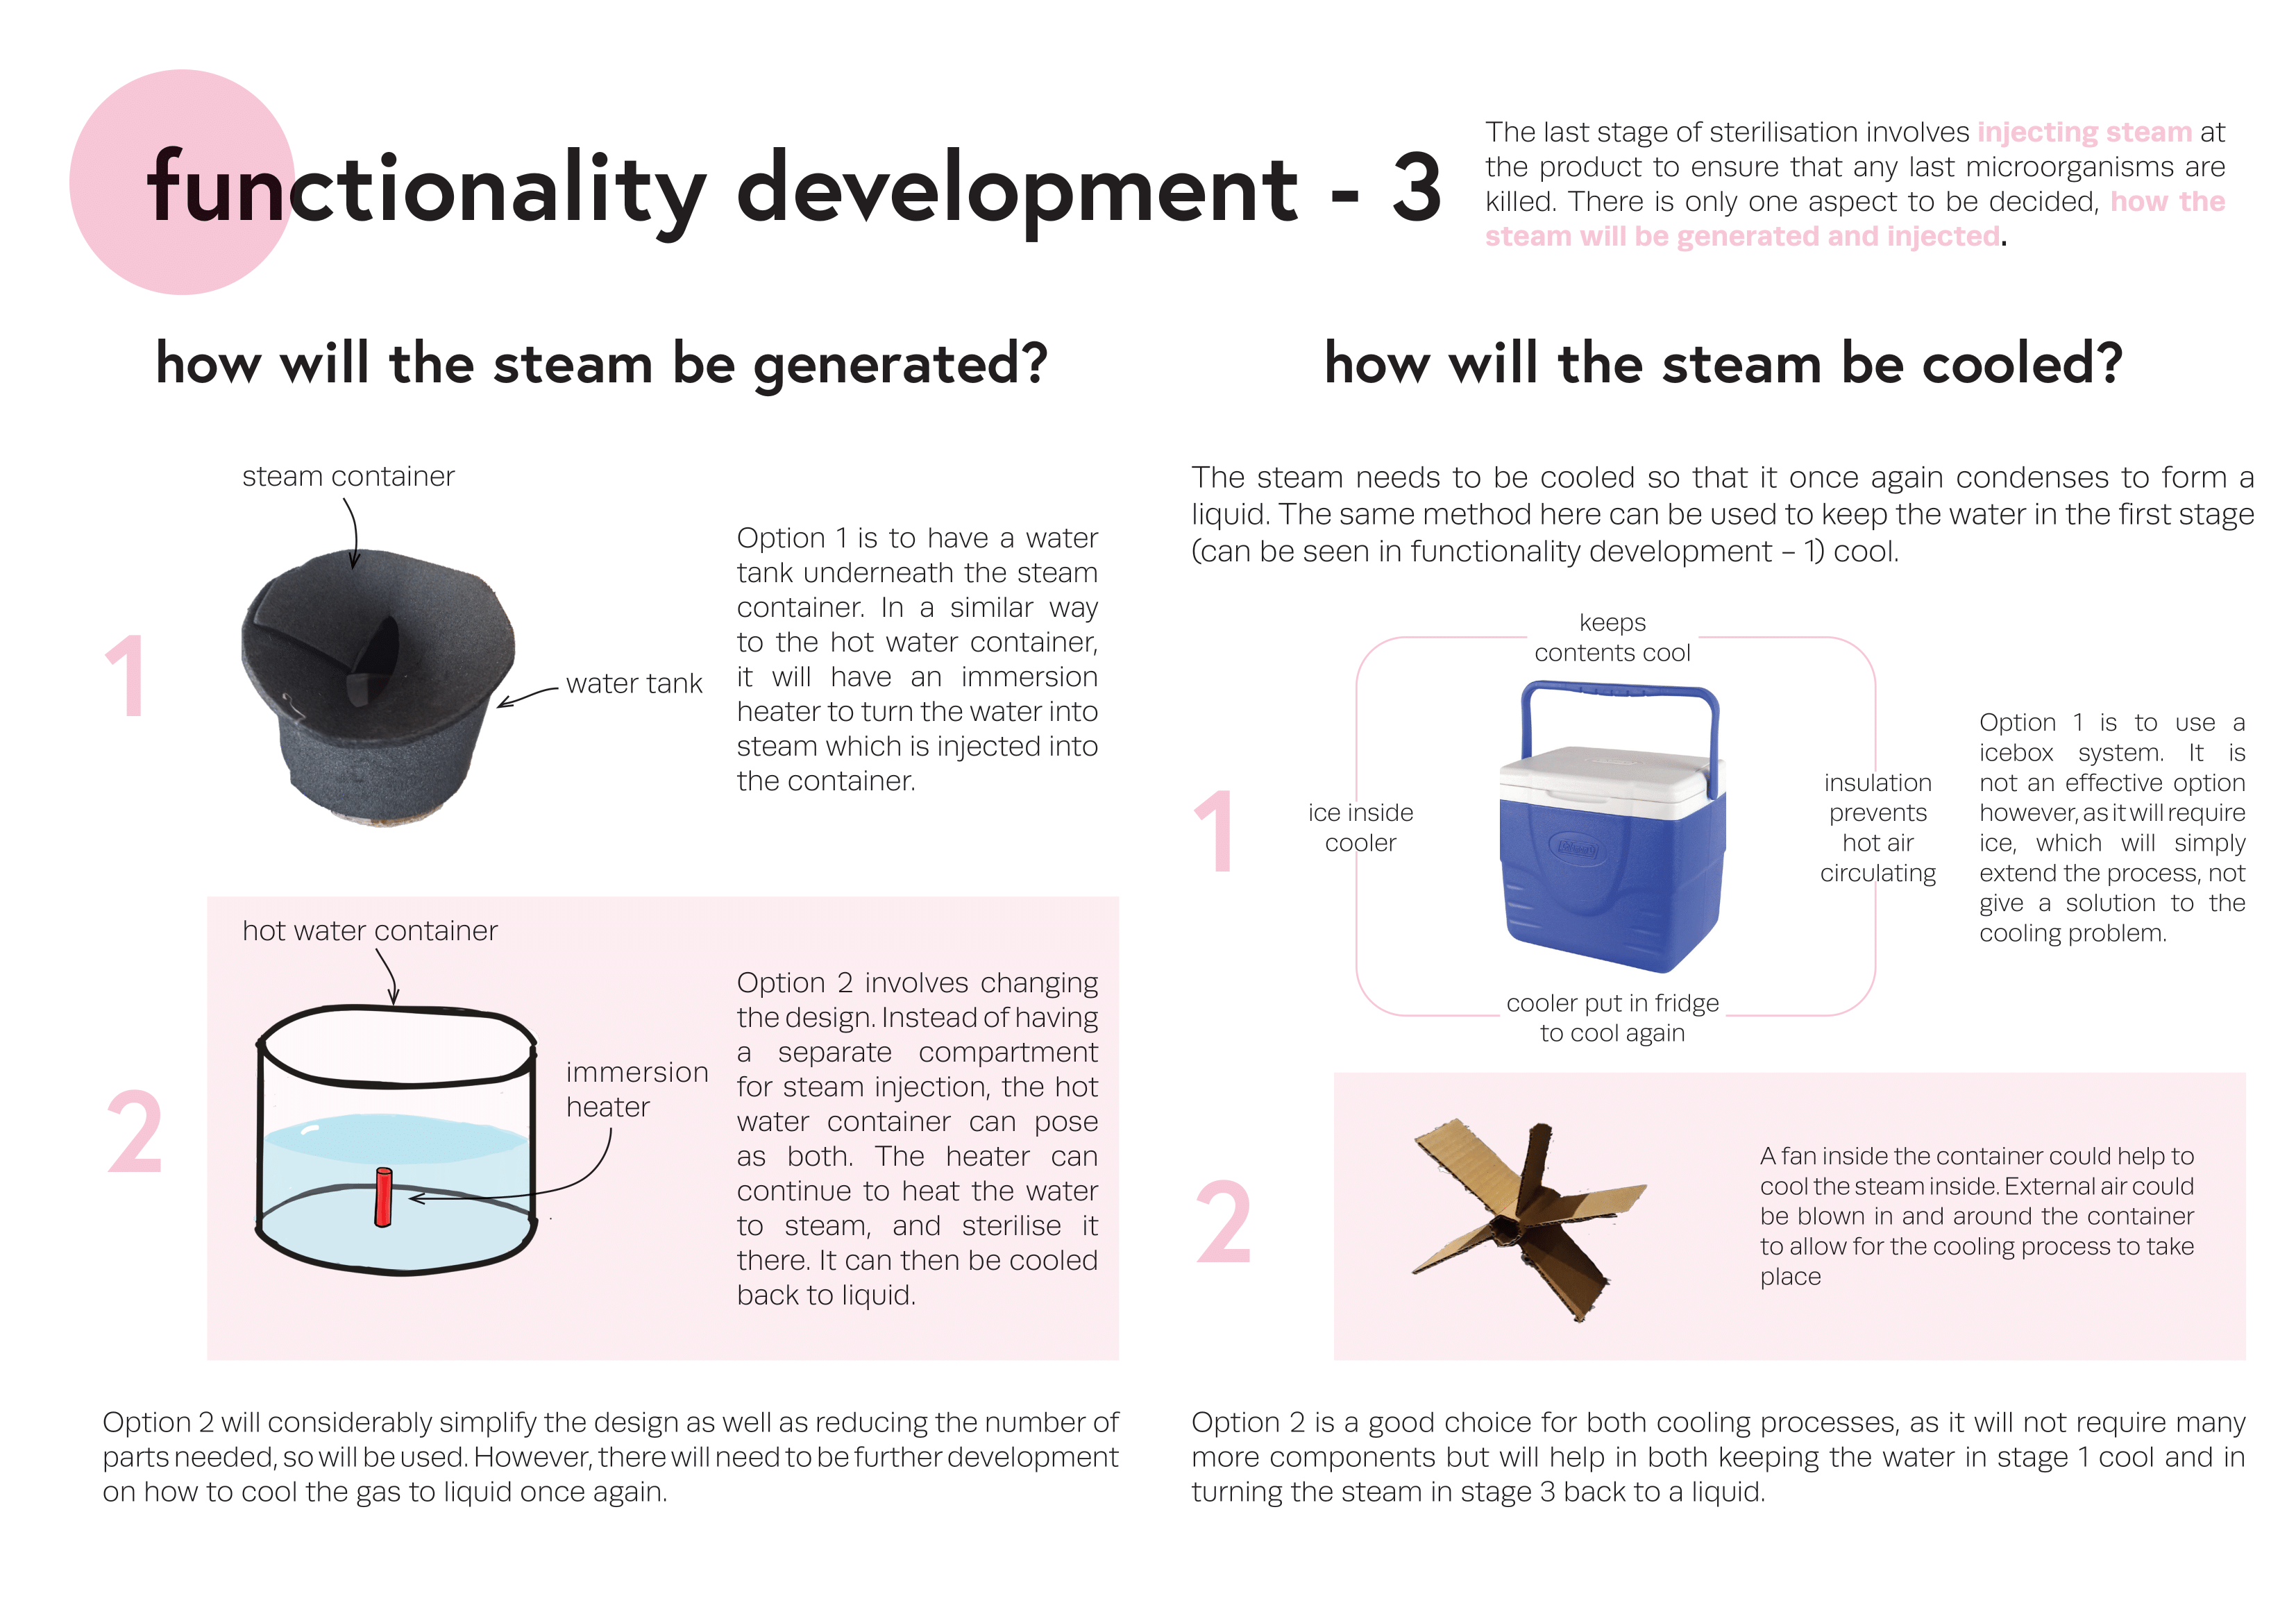 functionality development - 3
The last stage of sterilisation involves injecting steam at
the product to ensure that any last microorganisms are
killed. There is only one aspect to be decided, how the
steam will be generated and injected.
how will the steam be generated?
steam container
water tank
1
Option 1 is to have a water
tank underneath the steam
container. In a similar way
to the hot water container,
it will have an immersion
heater to turn the water into
steam which is injected into
the container.
hot water container
immersion
heater
2
Option 2 involves changing
the design. Instead of having
a separate compartment
for steam injection, the hot
water container can pose
as both. The heater can
continue to heat the water
to steam, and sterilise it
there. It can then be cooled
back to liquid.
Option 2 will considerably simplify the design as well as reducing the number of
parts needed, so will be used. However, there will need to be further development
on how to cool the gas to liquid once again.
how will the steam be cooled?
The steam needs to be cooled so that it once again condenses to form a
liquid. The same method here can be used to keep the water in the first stage
(can be seen in functionality development – 1) cool.
1
keeps
contents cool
ice inside
cooler
insulation
prevents
hot air
circulating
cooler put in fridge
to cool again
Option 1 is to use a
icebox system. It is
not an effective option
however, as it will require
ice, which will simply
extend the process, not
give a solution to the
cooling problem.
2
A fan inside the container could help to
cool the steam inside. External air could
be blown in and around the container
to allow for the cooling process to take
place
Option 2 is a good choice for both cooling processes, as it will not require many
more components but will help in both keeping the water in stage 1 cool and in
turning the steam in stage 3 back to a liquid.